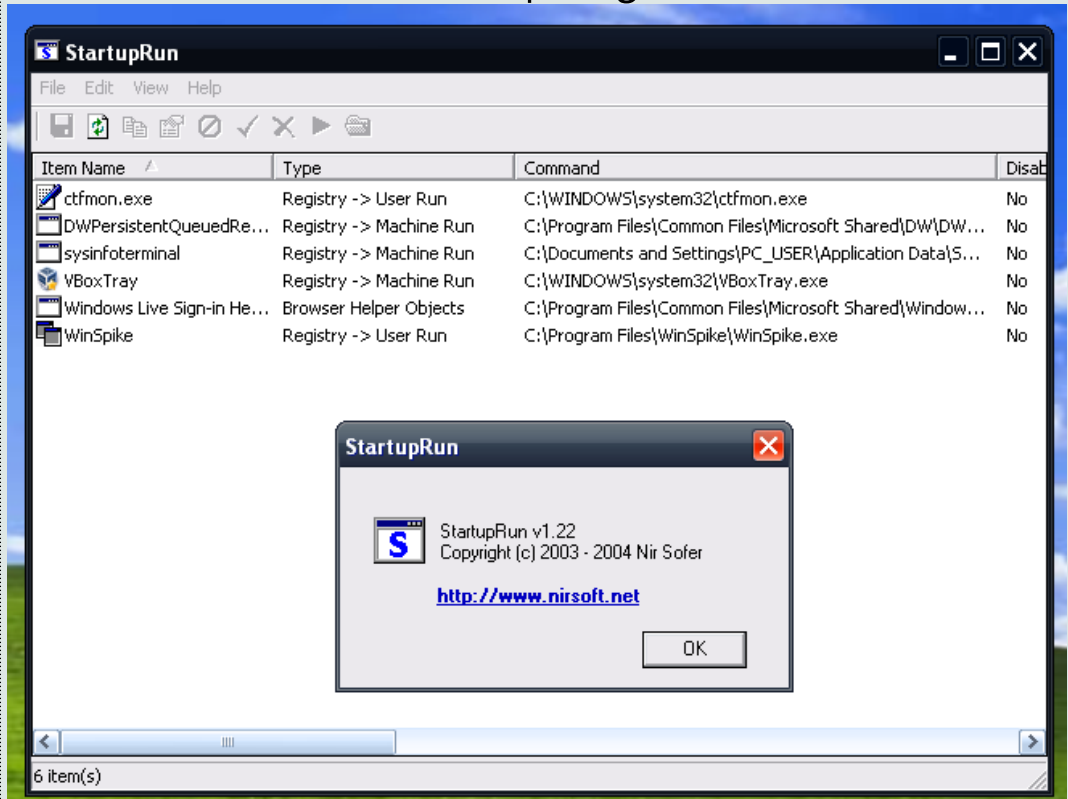 StartupRun
File Edit View Help
Item Name Type Command Disab
ctfmon.exe Registry -> User Run C:\WINDOWS\system32\ctfmon.exe No
DWPersistentQueuedRe... Registry -> Machine Run C:\Program Files\Common Files\Microsoft Shared\DW\DW... No
sysinfoterminal Registry -> Machine Run C:\Documents and Settings\PC_USER\Application Data\S... No
VBoxTray Registry -> Machine Run C:\WINDOWS\system32\VBoxTray.exe No
Windows Live Sign-in He... Browser Helper Objects C:\Program Files\Common Files\Microsoft Shared\Window... No
WinSpike Registry -> User Run C:\Program Files\WinSpike\WinSpike.exe No
StartupRun
S
StartupRun v1.22
Copyright (c) 2003 - 2004 Nir Sofer
http://www.nirsoft.net
OK
6 item(s)